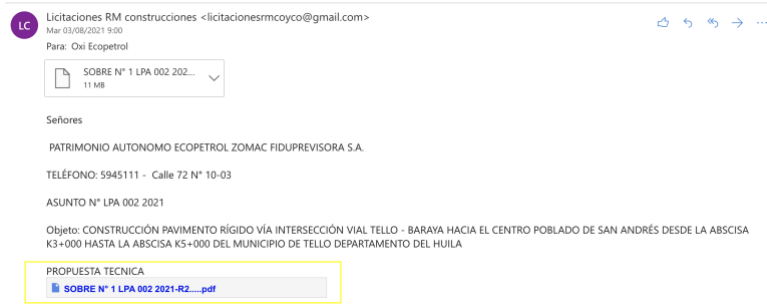 LC
Licitaciones RM construcciones <licitacionesrmcoyco@gmail.com>
Mar 03/08/2021 9:00
Para: Oxi Ecopetrol
SOBRE N° 1 LPA 002 202...
11 MB
Señores
PATRIMONIO AUTONOMO ECOPETROL ZOMAC FIDUPREVISORA S.A.
TELÉFONO: 5945111 - Calle 72 N° 10-03
ASUNTO N° LPA 002 2021
Objeto: CONSTRUCCIÓN PAVIMENTO RÍGIDO VÍA INTERSECCIÓN VIAL TELLO - BARAYA HACIA EL CENTRO POBLADO DE SAN ANDRÉS DESDE LA ABSCISA
K3+000 HASTA LA ABSCISA K5+000 DEL MUNICIPIO DE TELLO DEPARTAMENTO DEL HUILA
PROPUESTA TECNICA
SOBRE N° 1 LPA 002 2021-R2.....pdf